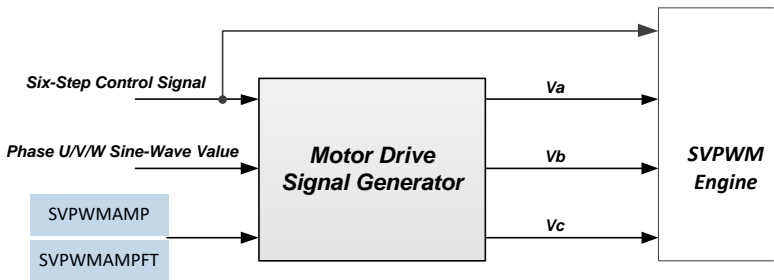 Six-Step Control Signal
Phase U/V/W Sine-Wave Value
SVPWMAMP
SVPWMAMPFT
Motor Drive
Signal Generator
Va
Vb
Vc
SVPWM
Engine